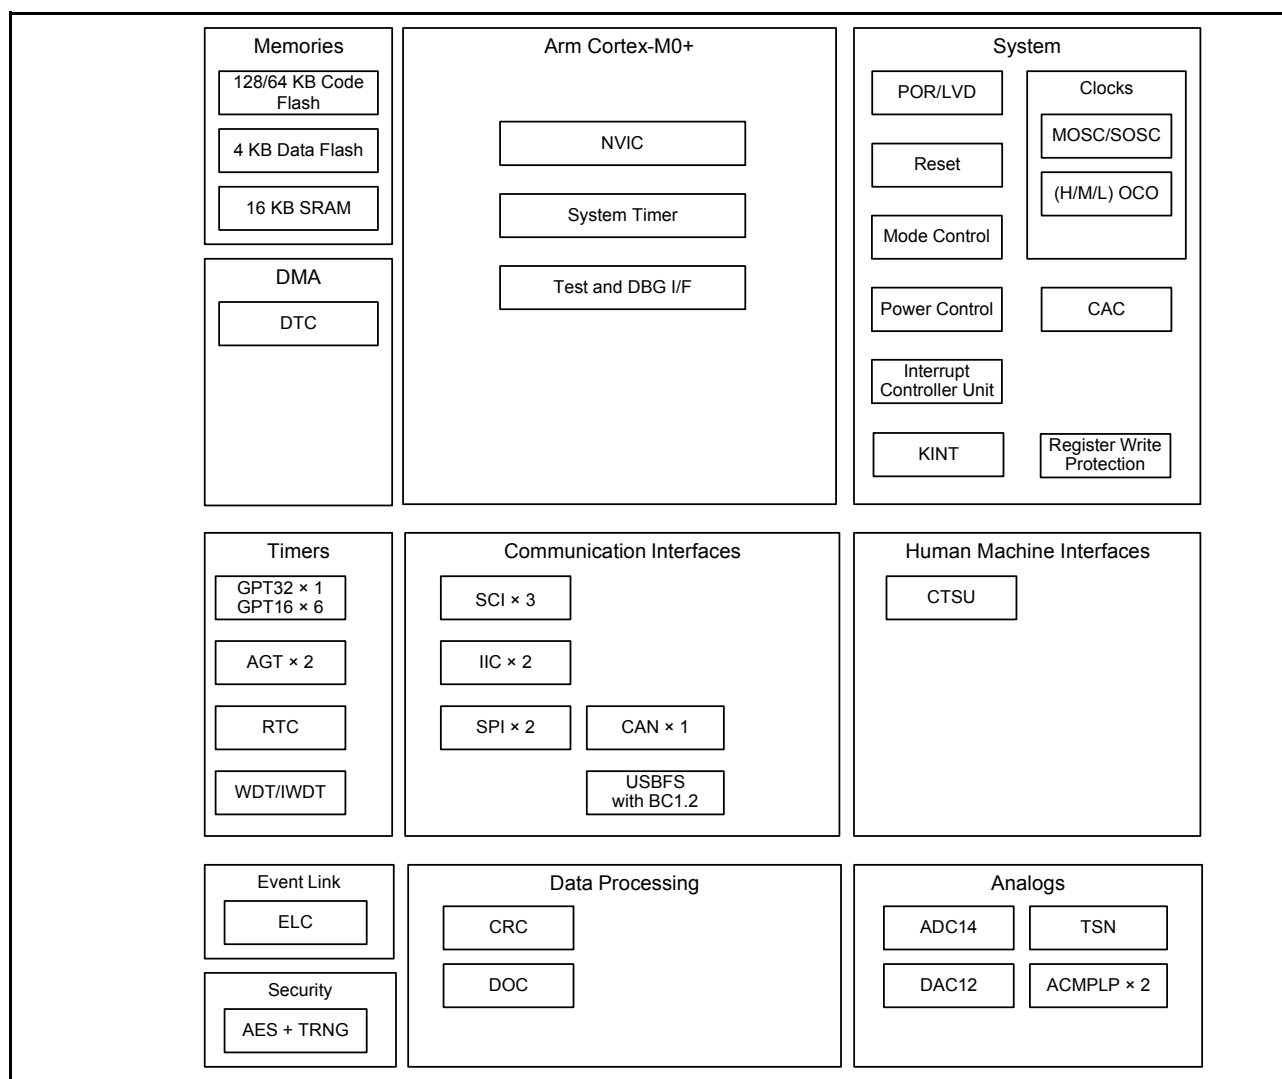 Memories
128/64 KB Code
Flash
4 KB Data Flash
16 KB SRAM
DMA
DTC
Arm Cortex-M0+
NVIC
System Timer
Test and DBG I/F
System
POR/LVD
Reset
Mode Control
Power Control
Interrupt
Controller Unit
KINT
Clocks
MOSC/SOSC
(H/M/L) OCO
CAC
Register Write
Protection
Timers
GPT32 × 1
GPT16 × 6
AGT × 2
RTC
WDT/IWDT
Communication Interfaces
SCI × 3
IIC × 2
SPI × 2
CAN × 1
USBFS
with BC1.2
Human Machine Interfaces
CTSU
Event Link
ELC
Security
AES + TRNG
Data Processing
CRC
DOC
Analogs
ADC14
TSN
DAC12
ACMPLP × 2